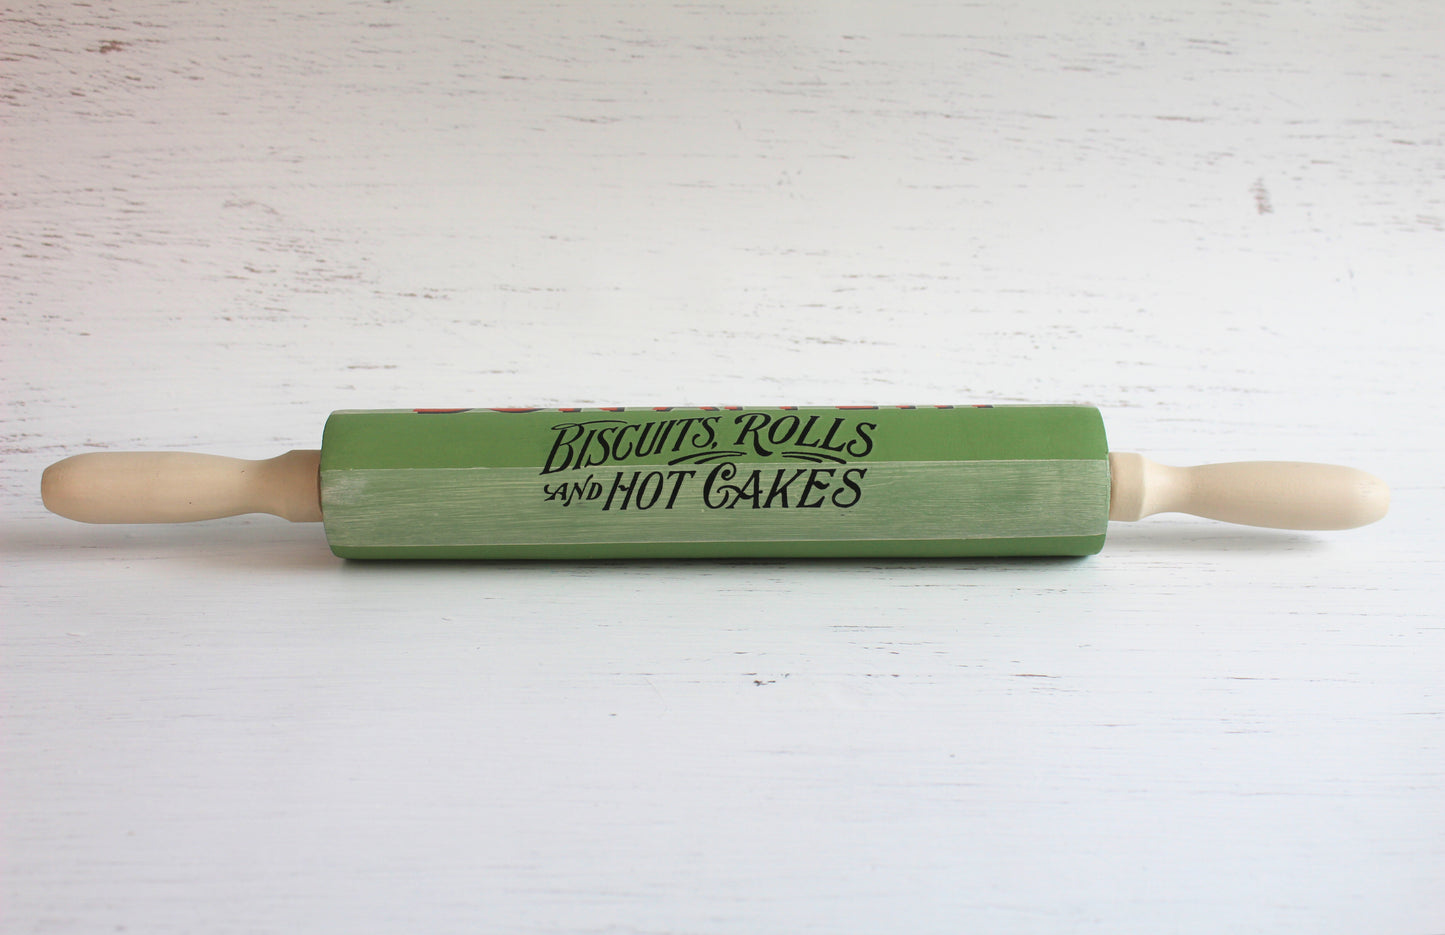 BISCUITS, ROLLS
AND HOT CAKES